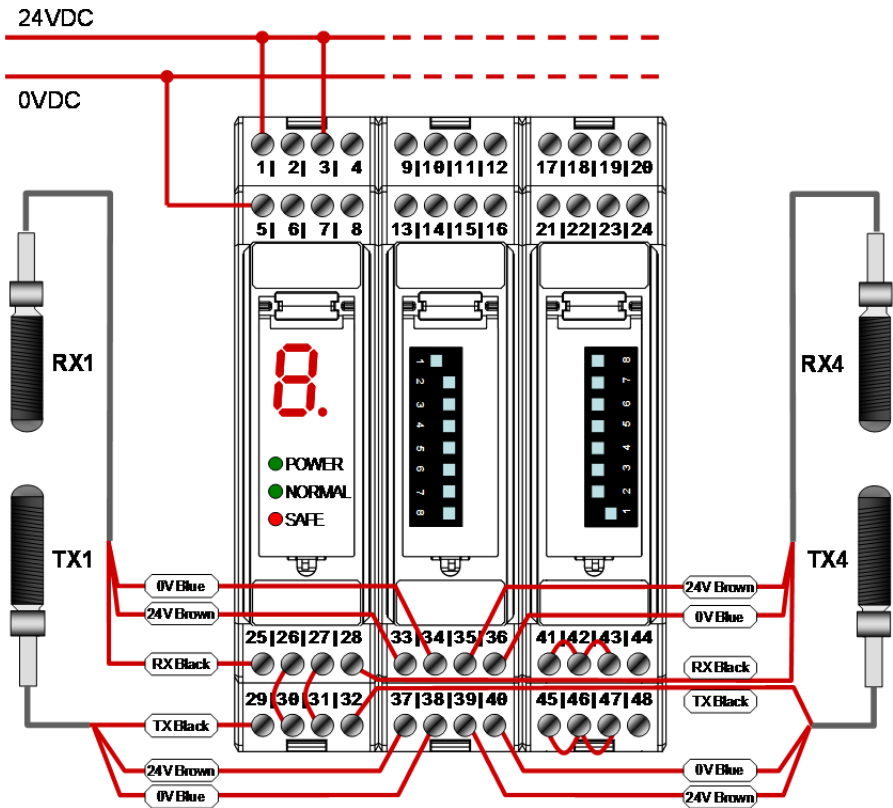 24VDC
0VDC
1| 2| 3| 4
9|10|11|12
17|18|19|20
5| 6| 7| 8
13|14|15|16
21|22|23|24
RX1
RX4
8.
1
2
3
4
5
6
7
8
8
7
6
5
4
3
2
1
POWER
NORMAL
SAFE
TX1
TX4
0V Blue
24V Brown
24V Brown
0V Blue
25|26|27|28
33|34|35|36
41|42|43|44
RX Black
RX Black
29|30|31|32
37|38|39|40
45|46|47|48
TX Black
TX Black
24V Brown
0V Blue
0V Blue
24V Brown